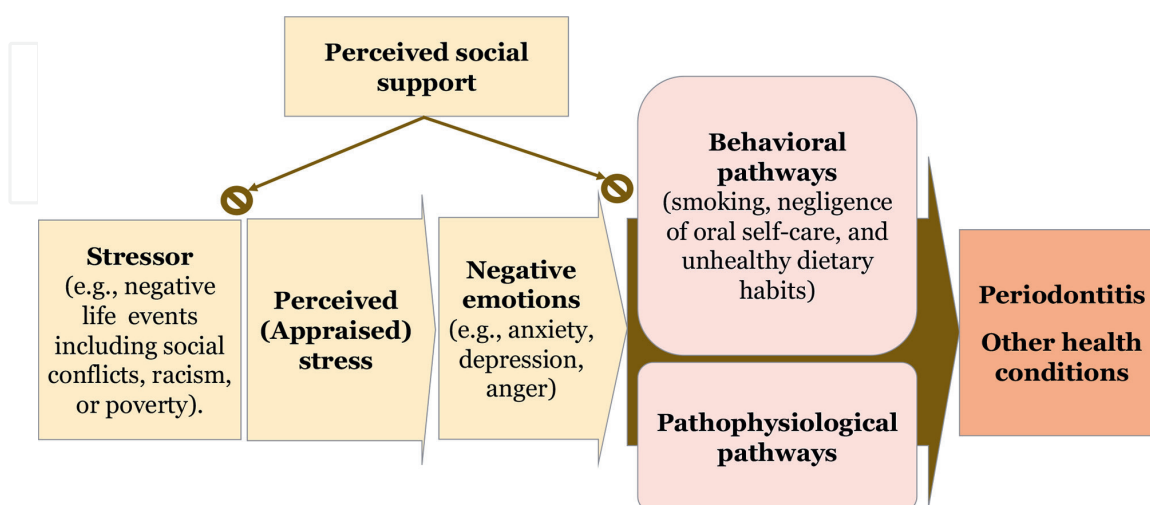 Perceived social
support
Stressor
(e.g., negative
life events
including social
conflicts, racism,
or poverty).
Perceived
(Appraised)
stress
Negative
emotions
(e.g., anxiety,
depression,
anger)
Behavioral
pathways
(smoking, negligence
of oral self-care, and
unhealthy dietary
habits)
Pathophysiological
pathways
Periodontitis
Other health
conditions